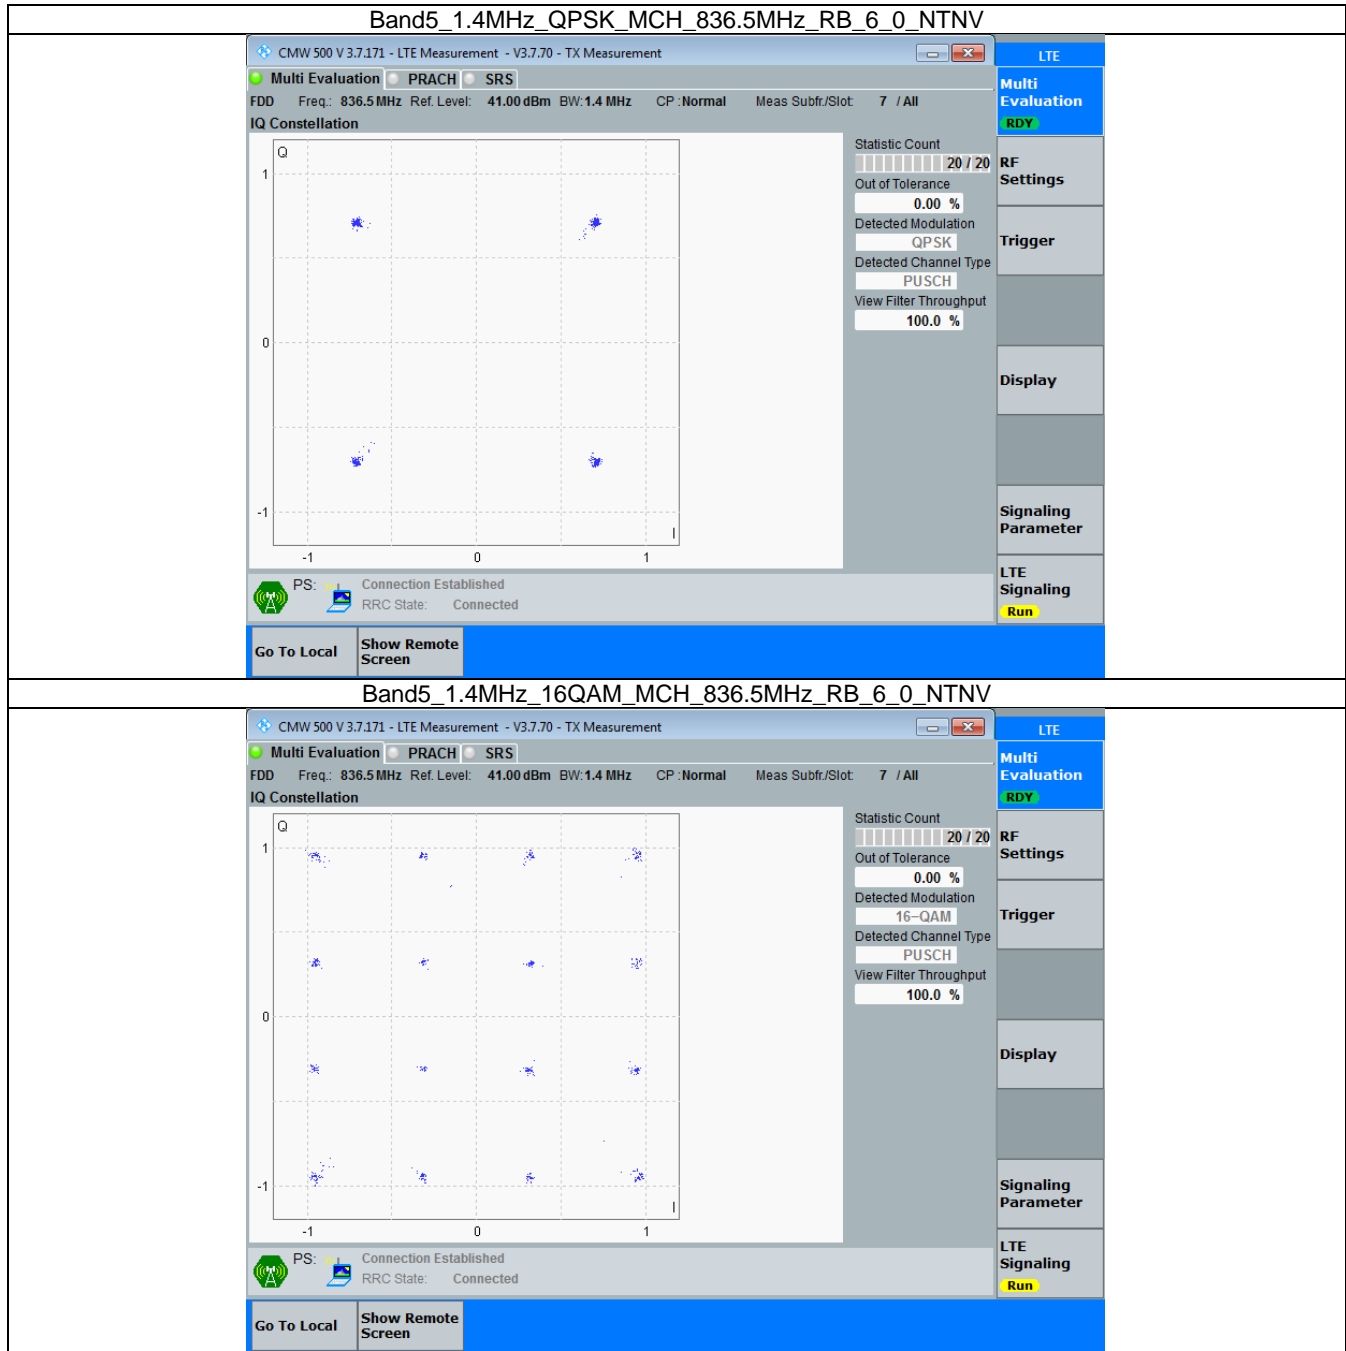 Band5_1.4MHz_QPSK_MCH_836.5MHz_RB_6_0_NTNV
CMW 500 V 3.7.171 - LTE Measurement - V3.7.70 - TX Measurement
LTE
Multi Evaluation PRACH SRS
Multi
Evaluation
RDY
FDD Freq.: 836.5 MHz Ref. Level: 41.00 dBm BW: 1.4 MHz CP : Normal Meas Subfr./Slot: 7 / All
IQ Constellation
Q
1
0
-1
-1 0 1
I
Statistic Count
20 / 20
Out of Tolerance
0.00 %
Detected Modulation
QPSK
Detected Channel Type
PUSCH
View Filter Throughput
100.0 %
RF
Settings
Trigger
Display
Signaling
Parameter
LTE
Signaling
Run
PS: Connection Established
RRC State: Connected
Go To Local
Show Remote
Screen
Band5_1.4MHz_16QAM_MCH_836.5MHz_RB_6_0_NTNV
CMW 500 V 3.7.171 - LTE Measurement - V3.7.70 - TX Measurement
LTE
Multi Evaluation PRACH SRS
Multi
Evaluation
RDY
FDD Freq.: 836.5 MHz Ref. Level: 41.00 dBm BW: 1.4 MHz CP : Normal Meas Subfr./Slot: 7 / All
IQ Constellation
Q
1
0
-1
-1 0 1
I
Statistic Count
20 / 20
Out of Tolerance
0.00 %
Detected Modulation
16-QAM
Detected Channel Type
PUSCH
View Filter Throughput
100.0 %
RF
Settings
Trigger
Display
Signaling
Parameter
LTE
Signaling
Run
PS: Connection Established
RRC State: Connected
Go To Local
Show Remote
Screen